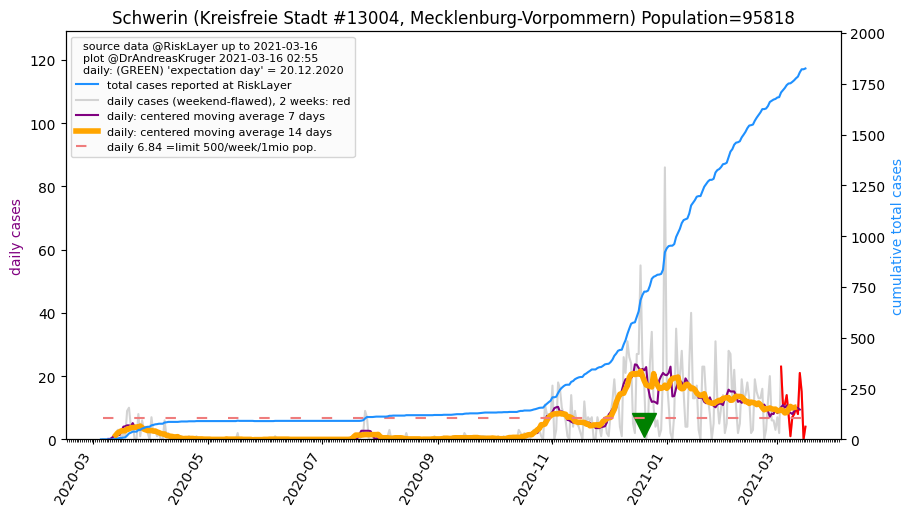 Schwerin (Kreisfreie Stadt #13004, Mecklenburg-Vorpommern) Population=95818
source data @RiskLayer up to 2021-03-16
plot @DrAndreasKruger 2021-03-16 02:55
daily: (GREEN) 'expectation day' = 20.12.2020
total cases reported at RiskLayer
daily cases (weekend-flawed), 2 weeks: red
daily: centered moving average 7 days
daily: centered moving average 14 days
daily 6.84 =limit 500/week/1mio pop.
daily cases
120
100
80
60
40
20
0
cumulative total cases
2000
1750
1500
1250
1000
750
500
250
0
2020-03
2020-05
2020-07
2020-09
2020-11
2021-01
2021-03